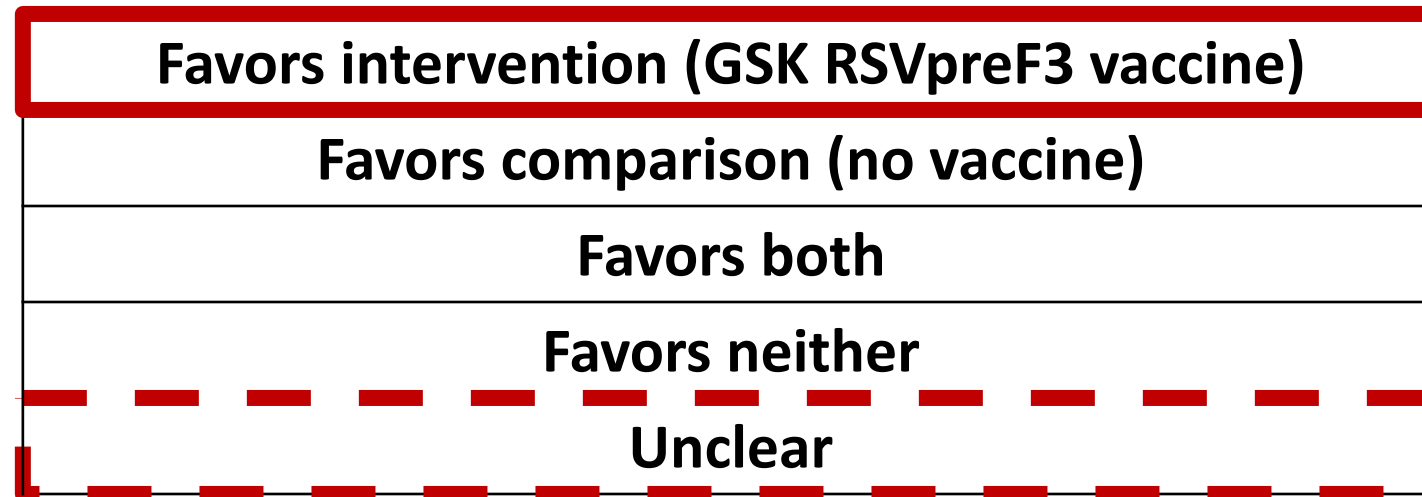 Favors intervention (GSK RSVpreF3 vaccine)
Favors comparison (no vaccine)
Favors both
Favors neither
Unclear